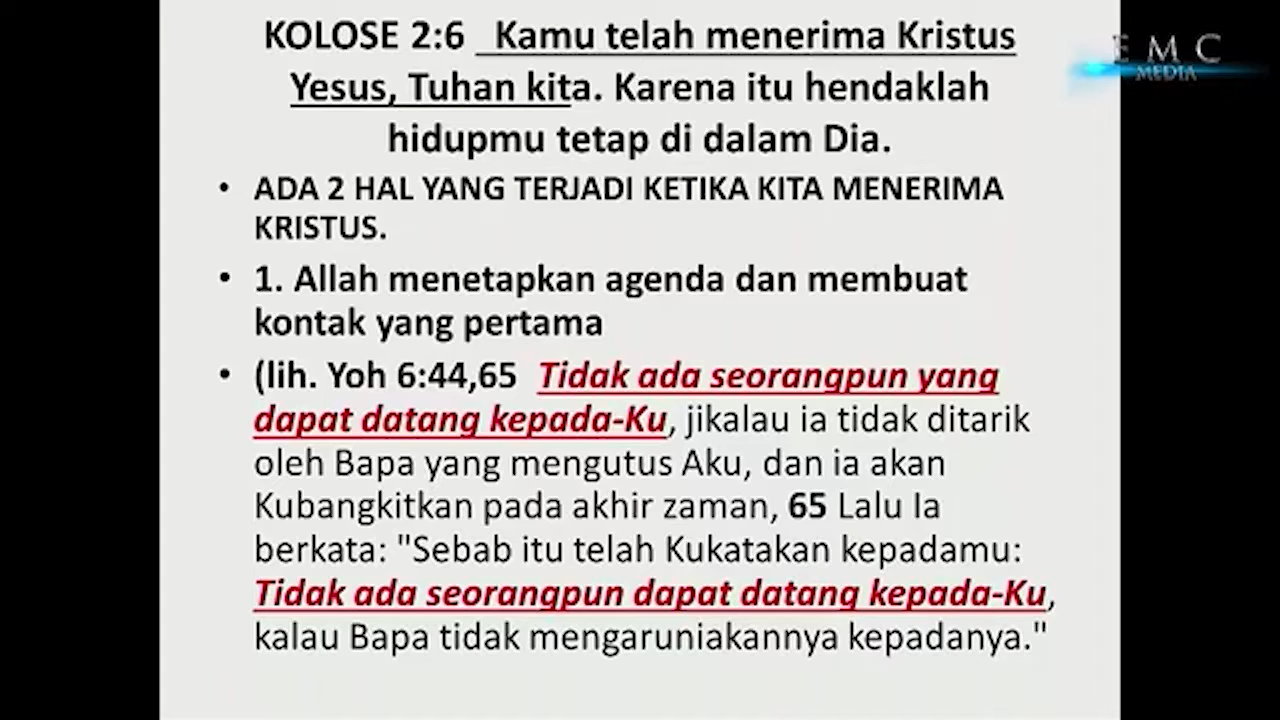 KOLOSE 2:6   Kamu telah menerima Kristus
Yesus, Tuhan kita. Karena itu hendaklah
hidupmu tetap di dalam Dia.
• ADA 2 HAL YANG TERJADI KETIKA KITA MENERIMA
KRISTUS.
• 1. Allah menetapkan agenda dan membuat
kontak yang pertama
• (lih. Yoh 6:44,65  Tidak ada seorangpun yang
dapat datang kepada-Ku, jikalau ia tidak ditarik
oleh Bapa yang mengutus Aku, dan ia akan
Kubangkitkan pada akhir zaman, 65 Lalu Ia
berkata: "Sebab itu telah Kukatakan kepadamu:
Tidak ada seorangpun dapat datang kepada-Ku,
kalau Bapa tidak mengaruniakannya kepadanya."
EMC
MEDIA